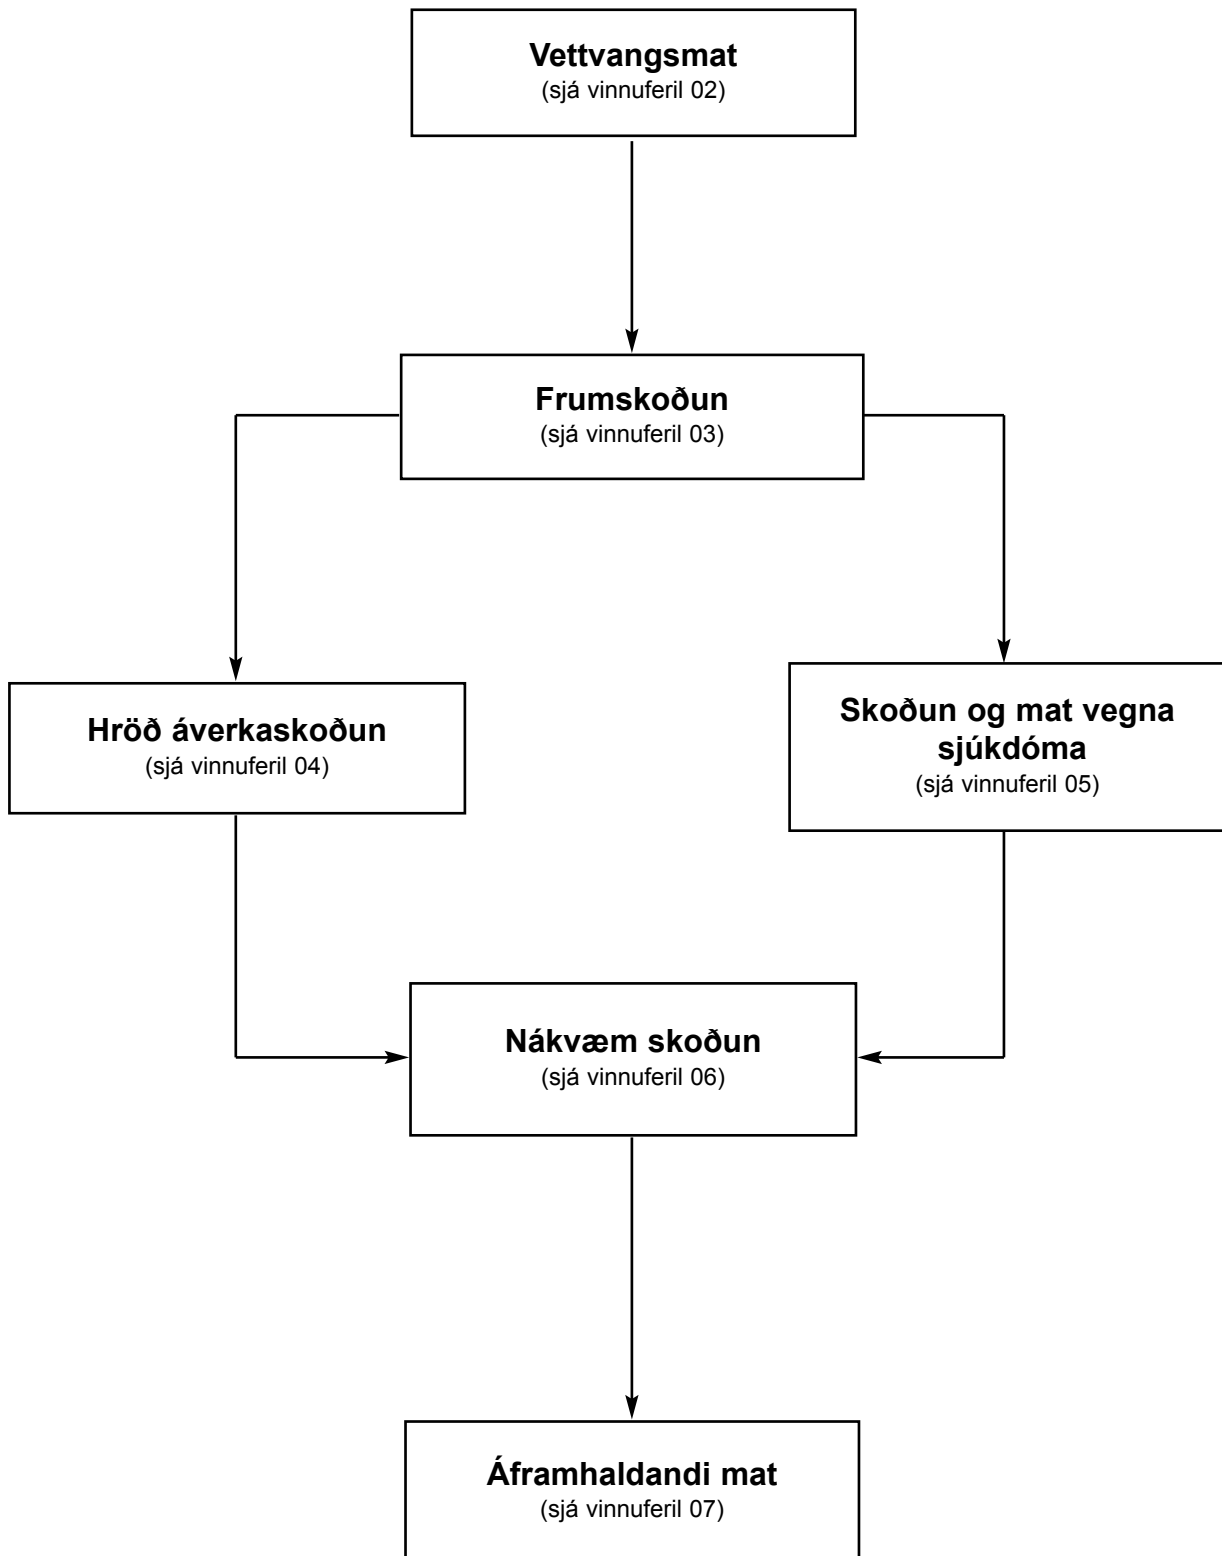 Vettvangsmat
(sjá vinnuferil 02)
Frumskoðun
(sjá vinnuferil 03)
Hröð áverkaskoðun
(sjá vinnuferil 04)
Skoðun og mat vegna
sjúkdóma
(sjá vinnuferil 05)
Nákvæm skoðun
(sjá vinnuferil 06)
Áframhaldandi mat
(sjá vinnuferil 07)